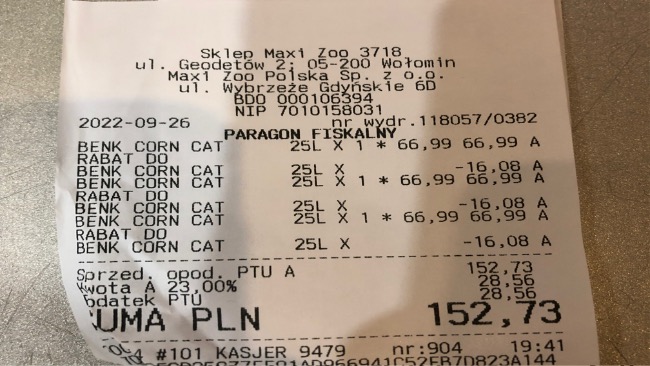 Sklep Maxi Zoo 3718
ul. Geodetów 2; 05-200 Wołomin
Maxi Zoo Polska Sp. z o.o.
ul. Wybrzeże Gdyńskie 6D
BDO 000106394
NIP 7010158031
2022-09-26 nr wydr.118057/0382
PARAGON FISKALNY
BENK CORN CAT 25L X 1 * 66,99 66,99 A
RABAT DO
BENK CORN CAT 25L X -16,08 A
BENK CORN CAT 25L X 1 * 66,99 66,99 A
RABAT DO
BENK CORN CAT 25L X -16,08 A
BENK CORN CAT 25L X 1 * 66,99 66,99 A
RABAT DO
BENK CORN CAT 25L X -16,08 A
Sprzed. opod. PTU A 152,73
Kwota A 23,00% 28,56
Podatek PTU 28,56
SUMA PLN 152,73
#101 KASJER 9479 nr:904 19:41